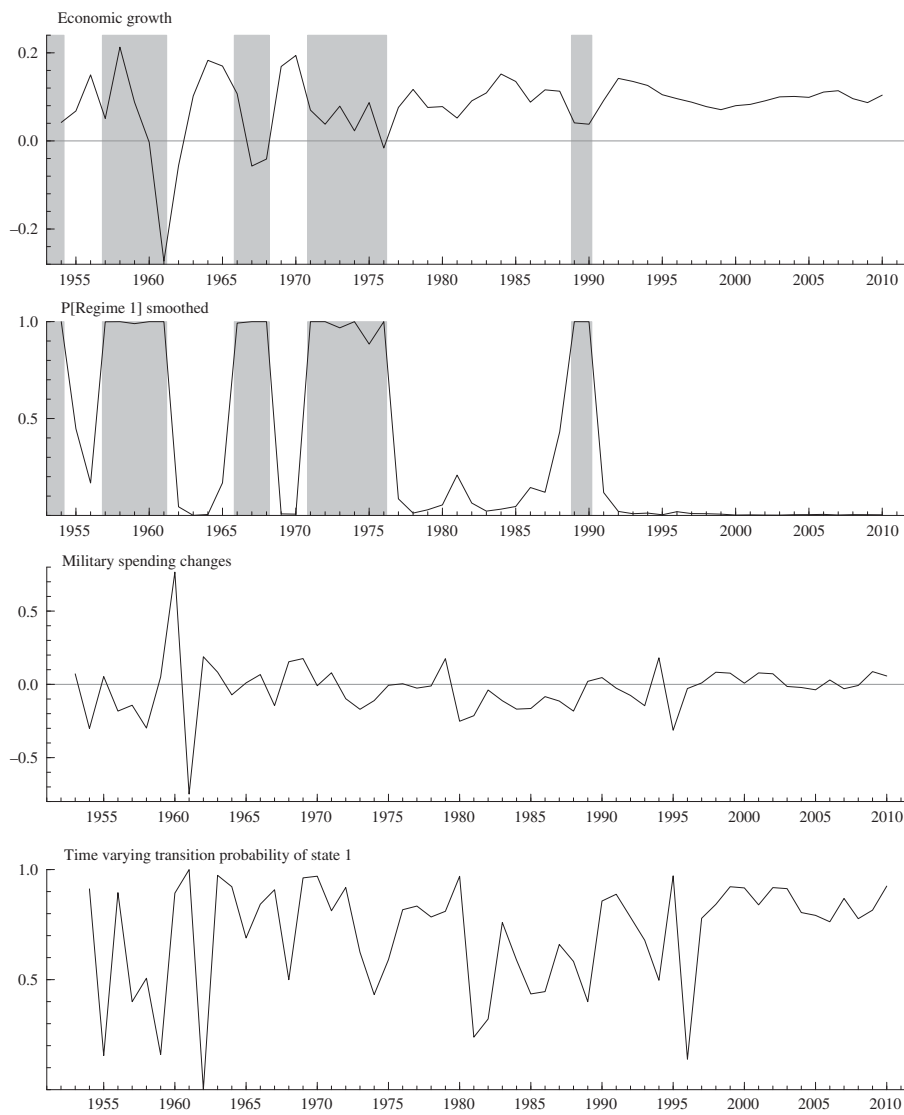 Economic growth
0.2
0.0
–0.2
1955 1960 1965 1970 1975 1980 1985 1990 1995 2000 2005 2010
P[Regime 1] smoothed
1.0
0.5
1955 1960 1965 1970 1975 1980 1985 1990 1995 2000 2005 2010
Military spending changes
0.5
0.0
–0.5
1955 1960 1965 1970 1975 1980 1985 1990 1995 2000 2005 2010
Time varying transition probability of state 1
1.0
0.5
1955 1960 1965 1970 1975 1980 1985 1990 1995 2000 2005 2010